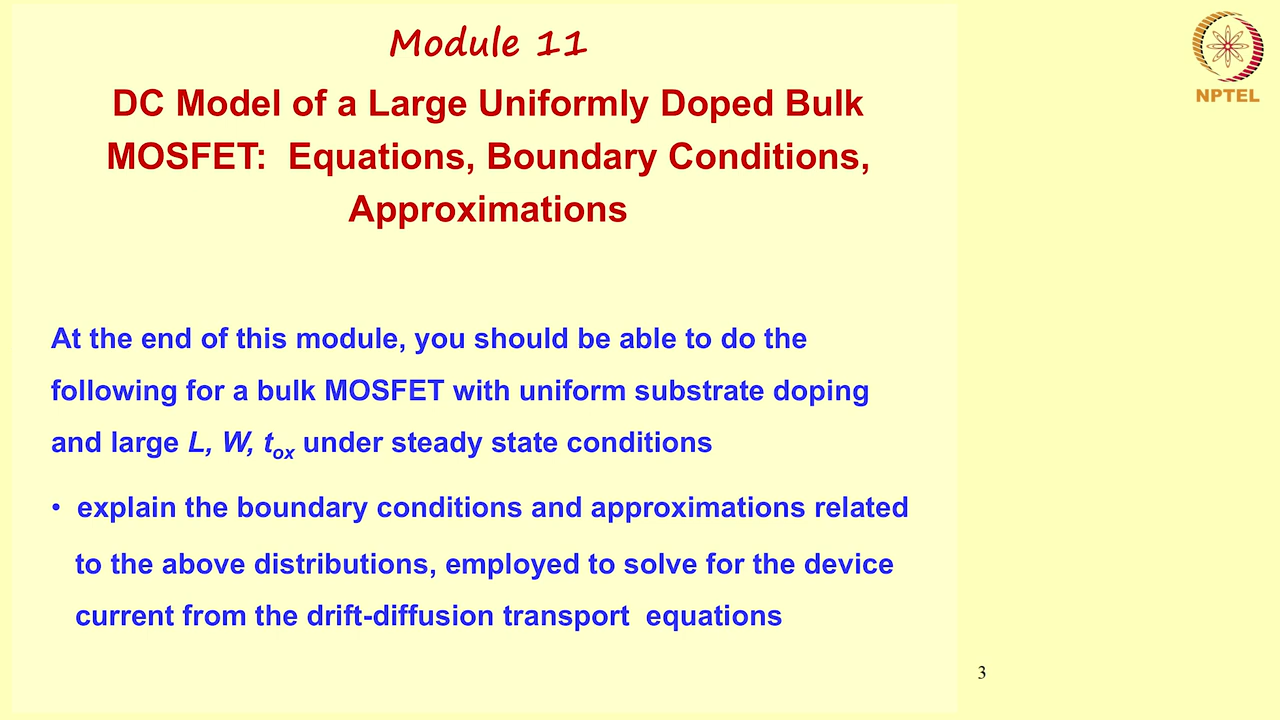 Module 11
NPTEL
DC Model of a Large Uniformly Doped Bulk
MOSFET: Equations, Boundary Conditions,
Approximations
At the end of this module, you should be able to do the
following for a bulk MOSFET with uniform substrate doping
and large L, W, tox under steady state conditions
• explain the boundary conditions and approximations related
to the above distributions, employed to solve for the device
current from the drift-diffusion transport equations
3